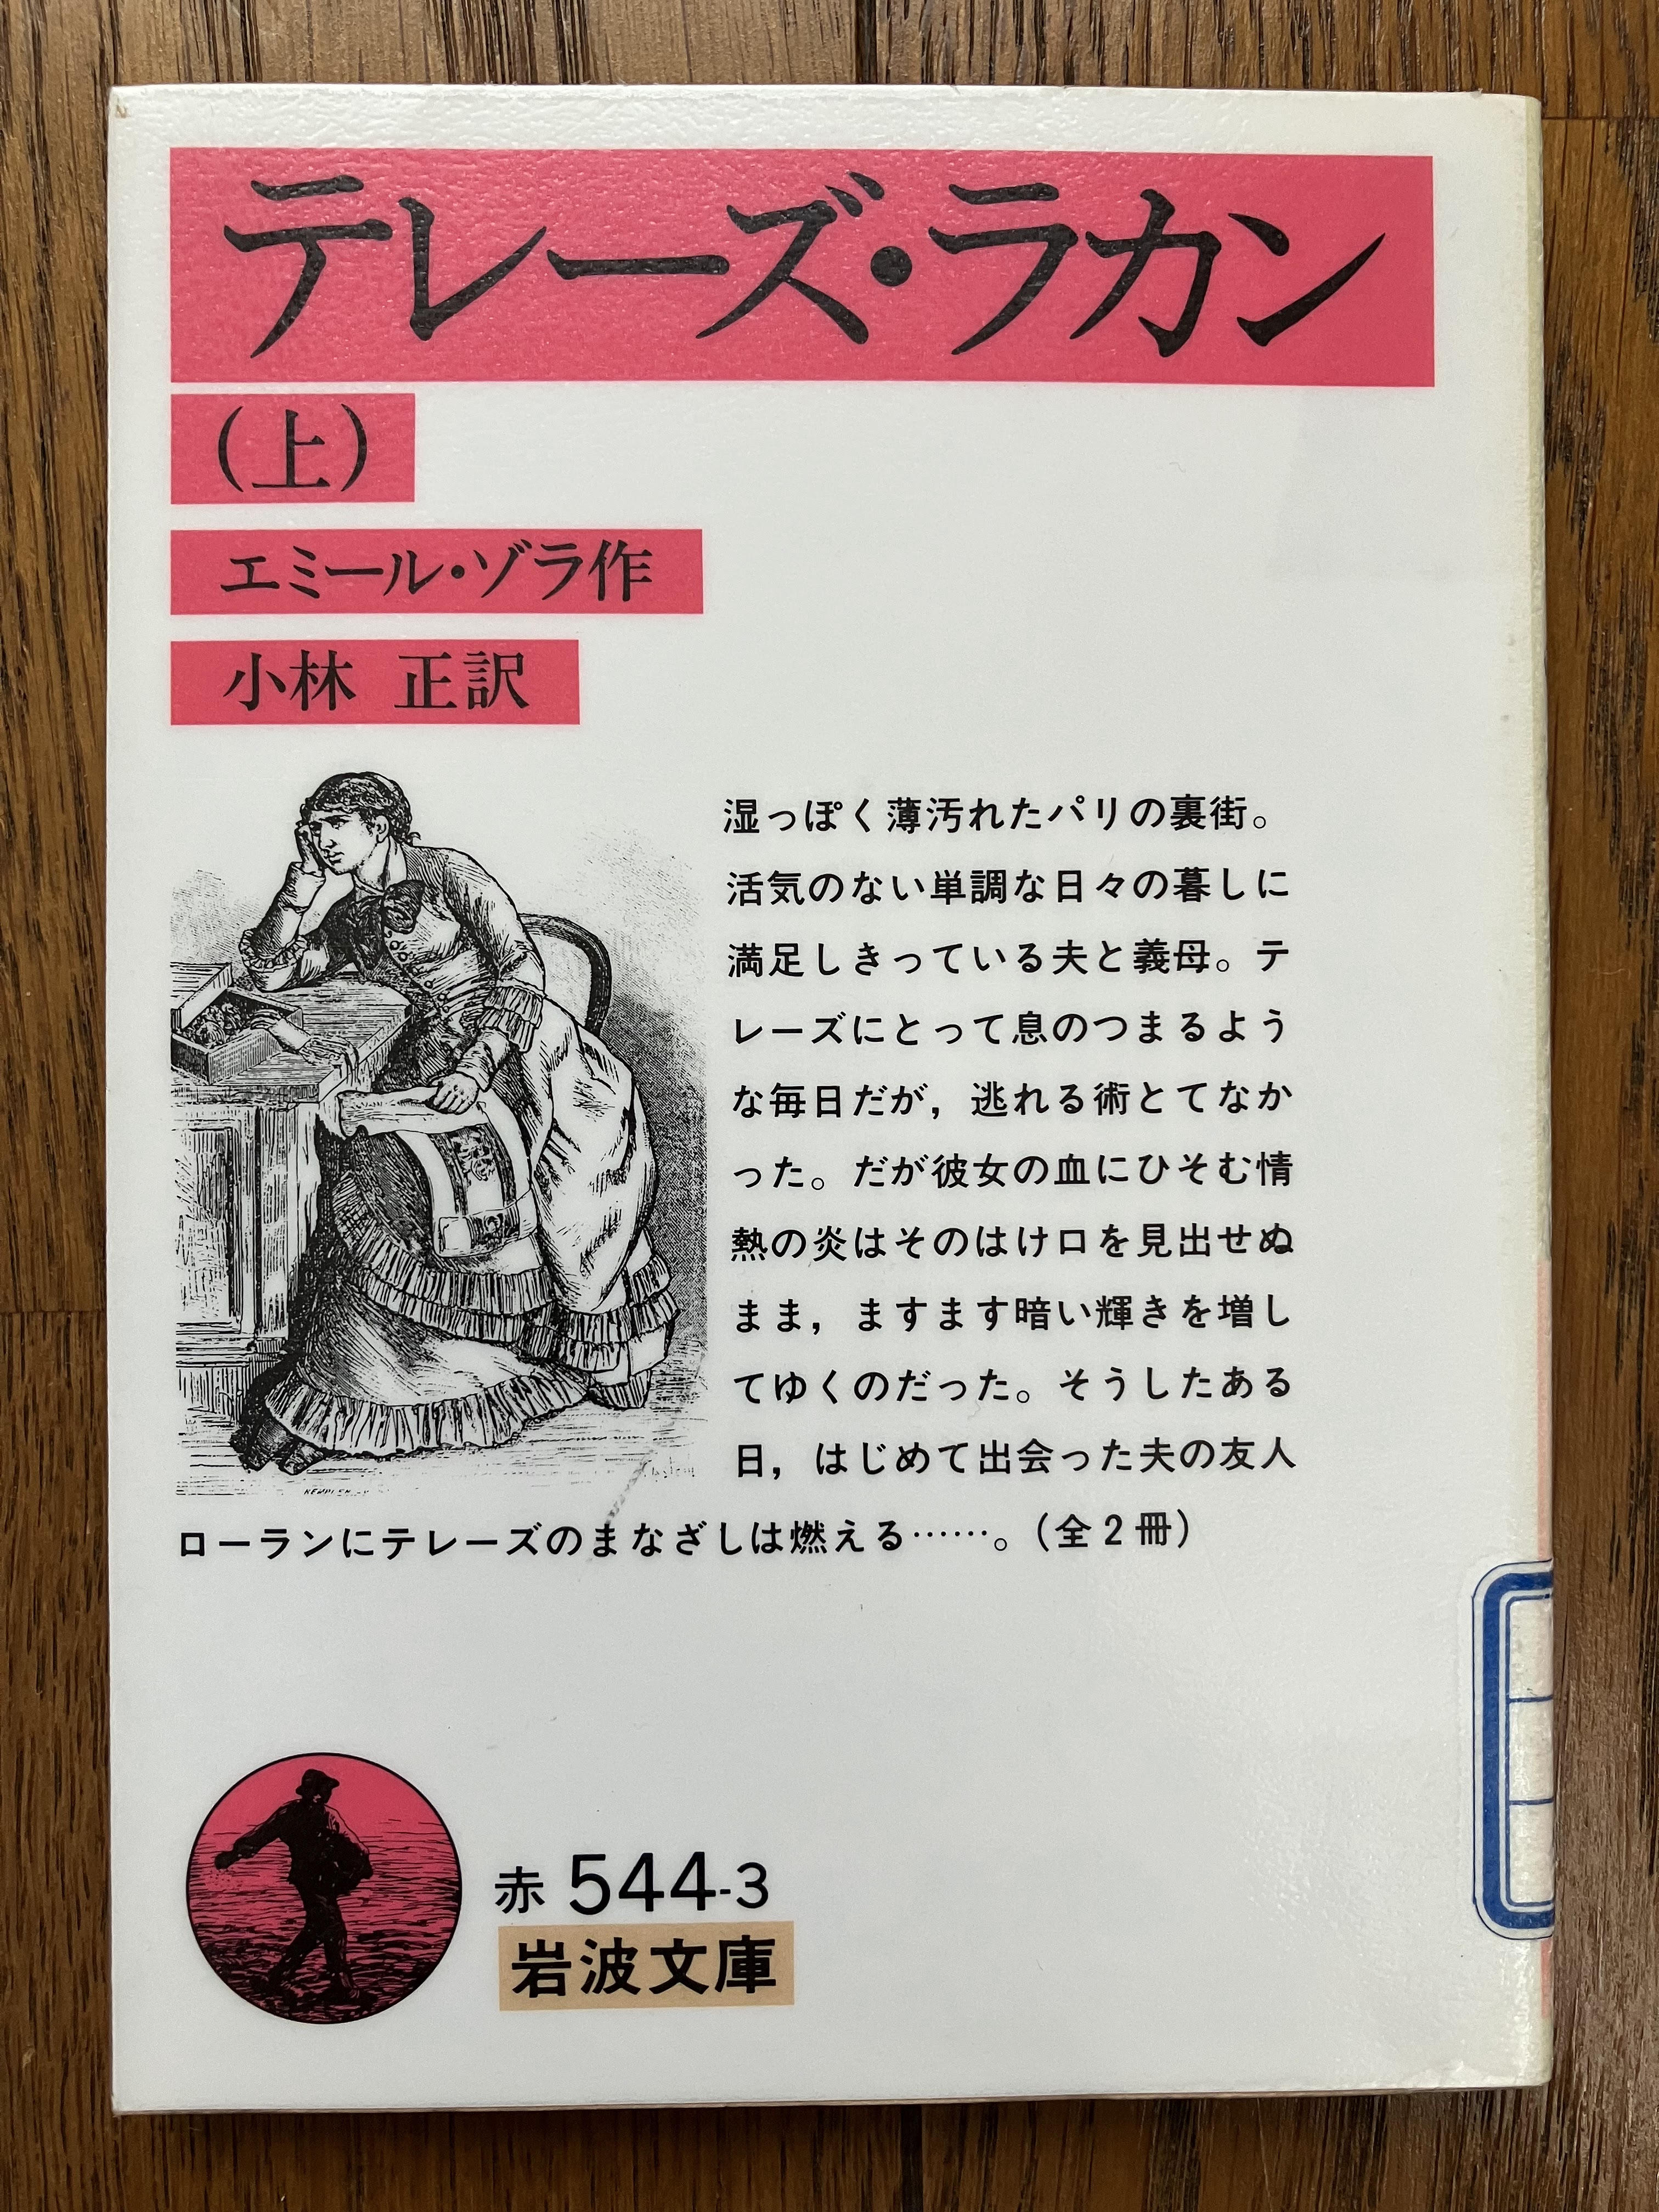 テレーズ・ラカン
（上）
エミール・ゾラ作
小林 正訳
湿っぽく薄汚れたパリの裏街。
活気のない単調な日々の暮しに
満足しきっている夫と義母。テ
レーズにとって息のつまるよう
な毎日だが，逃れる術とてなか
った。だが彼女の血にひそむ情
熱の炎はそのはけ口を見出せぬ
まま，ますます暗い輝きを増し
てゆくのだった。そうしたある
日，はじめて出会った夫の友人
ローランにテレーズのまなざしは燃える……。（全2冊）
赤 544-3
岩波文庫